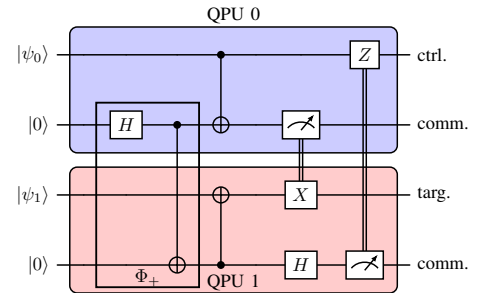 QPU 0
|ψ₀⟩ Z ctrl.
|0⟩ H comm.
|ψ₁⟩ X targ.
|0⟩ H comm.
Φ₊ QPU 1